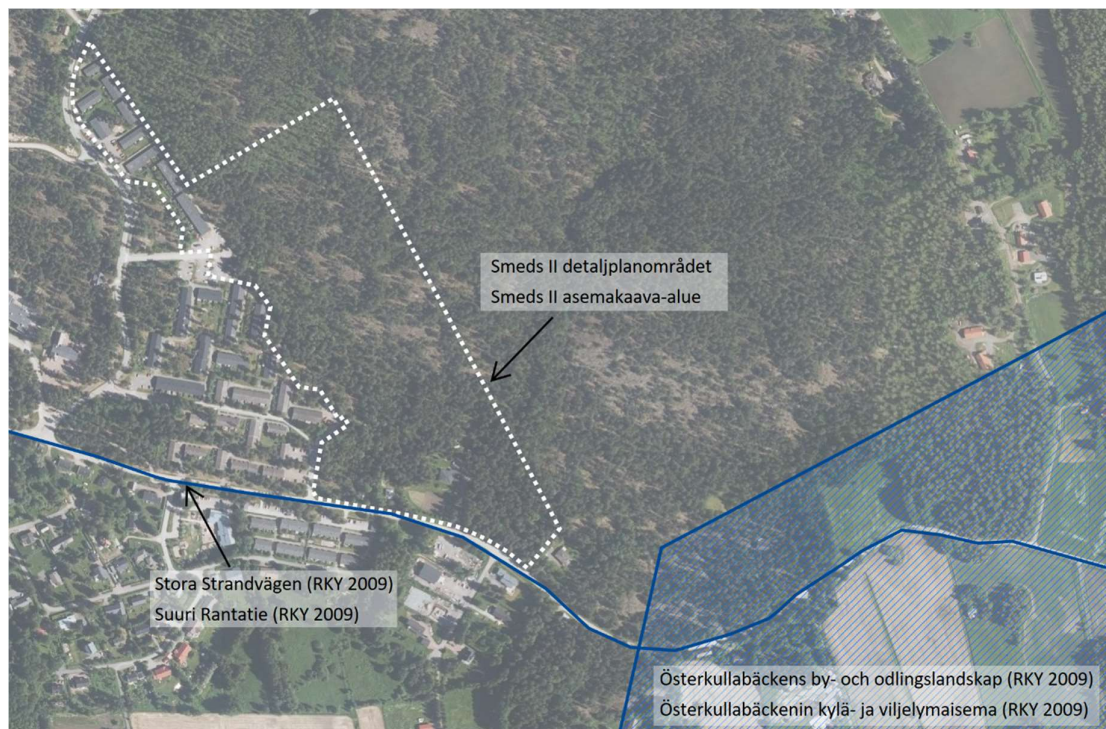 Smeds II detaljplanområdet
Smeds II asemakaava-alue
Stora Strandvägen (RKY 2009)
Suuri Rantatie (RKY 2009)
Österkullabäckens by- och odlingslandskap (RKY 2009)
Österkullabäckenin kylä- ja viljelymaisema (RKY 2009)